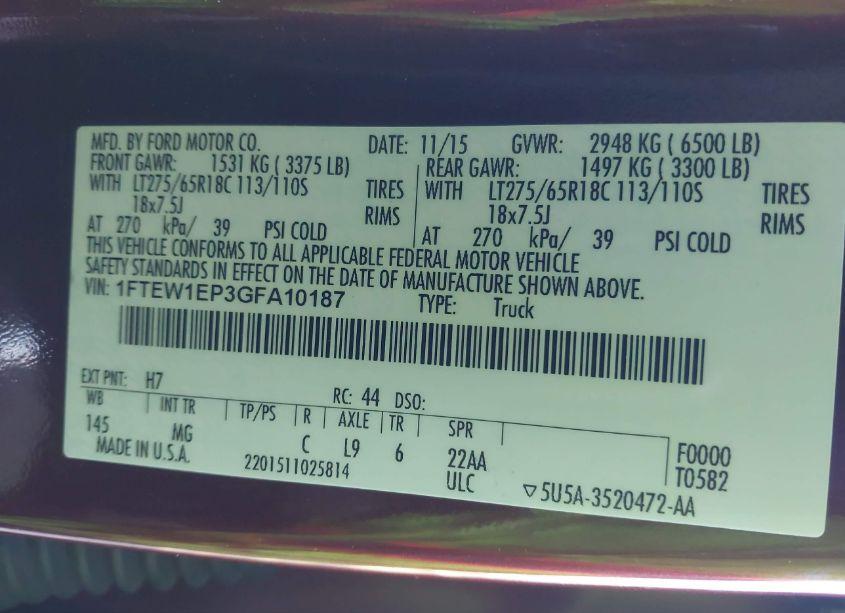 MFD. BY FORD MOTOR CO. DATE: 11/15 GVWR: 2948 KG ( 6500 LB)
FRONT GAWR: 1531 KG ( 3375 LB) REAR GAWR: 1497 KG ( 3300 LB)
WITH LT275/65R18C 113/110S TIRES WITH LT275/65R18C 113/110S TIRES
18x7.5J RIMS 18x7.5J RIMS
AT 270 kPa/ 39 PSI COLD AT 270 kPa/ 39 PSI COLD
THIS VEHICLE CONFORMS TO ALL APPLICABLE FEDERAL MOTOR VEHICLE
SAFETY STANDARDS IN EFFECT ON THE DATE OF MANUFACTURE SHOWN ABOVE.
VIN: 1FTEW1EP3GFA10187 TYPE: Truck
EXT PNT: H7 RC: 44 DSO:
WB INT TR TP/PS R AXLE TR SPR
145 MG C L9 6 22AA F0000
MADE IN U.S.A. 2201511025814 ULC T0582
▽5U5A-3520472-AA